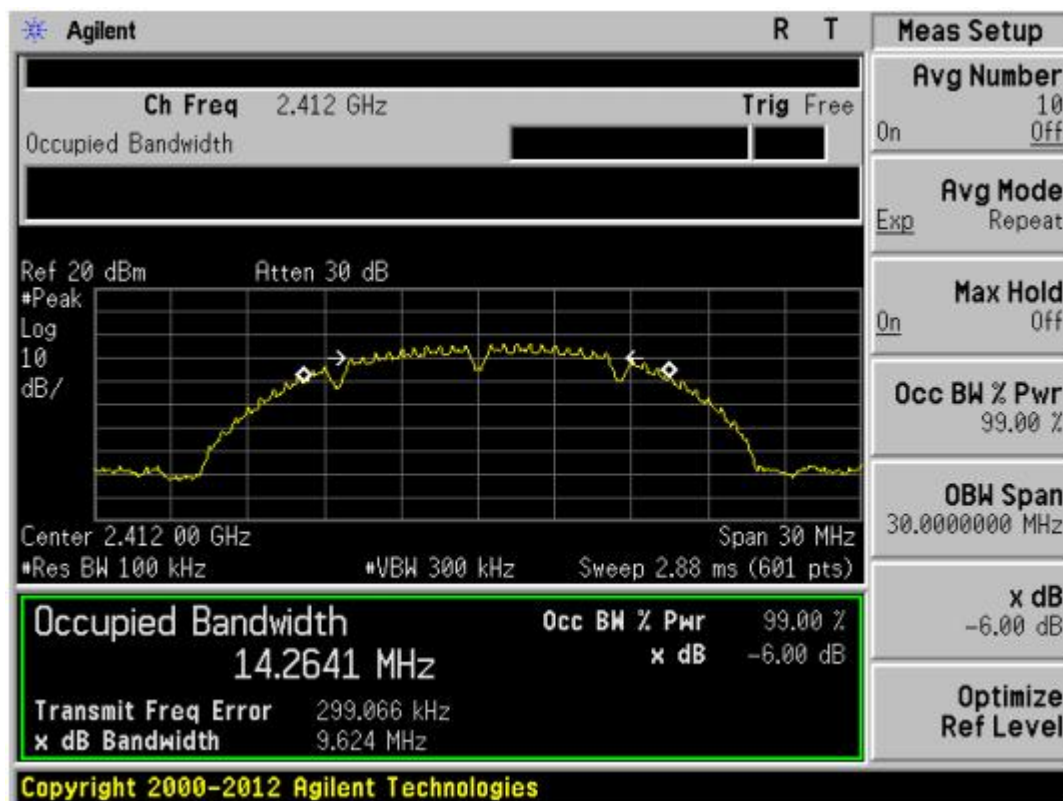 Agilent R T
Meas Setup
Ch Freq 2.412 GHz Trig Free
Occupied Bandwidth
Avg Number
10
On Off
Avg Mode
Exp Repeat
Max Hold
On Off
Occ BW % Pwr
99.00 %
OBW Span
30.0000000 MHz
x dB
-6.00 dB
Optimize
Ref Level
Ref 20 dBm Atten 30 dB
#Peak
Log
10
dB/
Center 2.412 00 GHz Span 30 MHz
#Res BW 100 kHz #VBW 300 kHz Sweep 2.88 ms (601 pts)
Occupied Bandwidth
14.2641 MHz
Occ BW % Pwr 99.00 %
x dB -6.00 dB
Transmit Freq Error 299.066 kHz
x dB Bandwidth 9.624 MHz
Copyright 2000-2012 Agilent Technologies